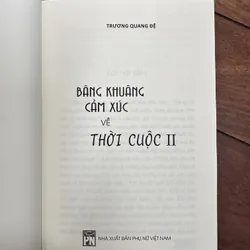 TRƯƠNG QUANG ĐỆ
BÂNG KHUÂNG
CẢM XÚC
VỀ
THỜI CUỘC II
PN
NHÀ XUẤT BẢN PHỤ NỮ VIỆT NAM